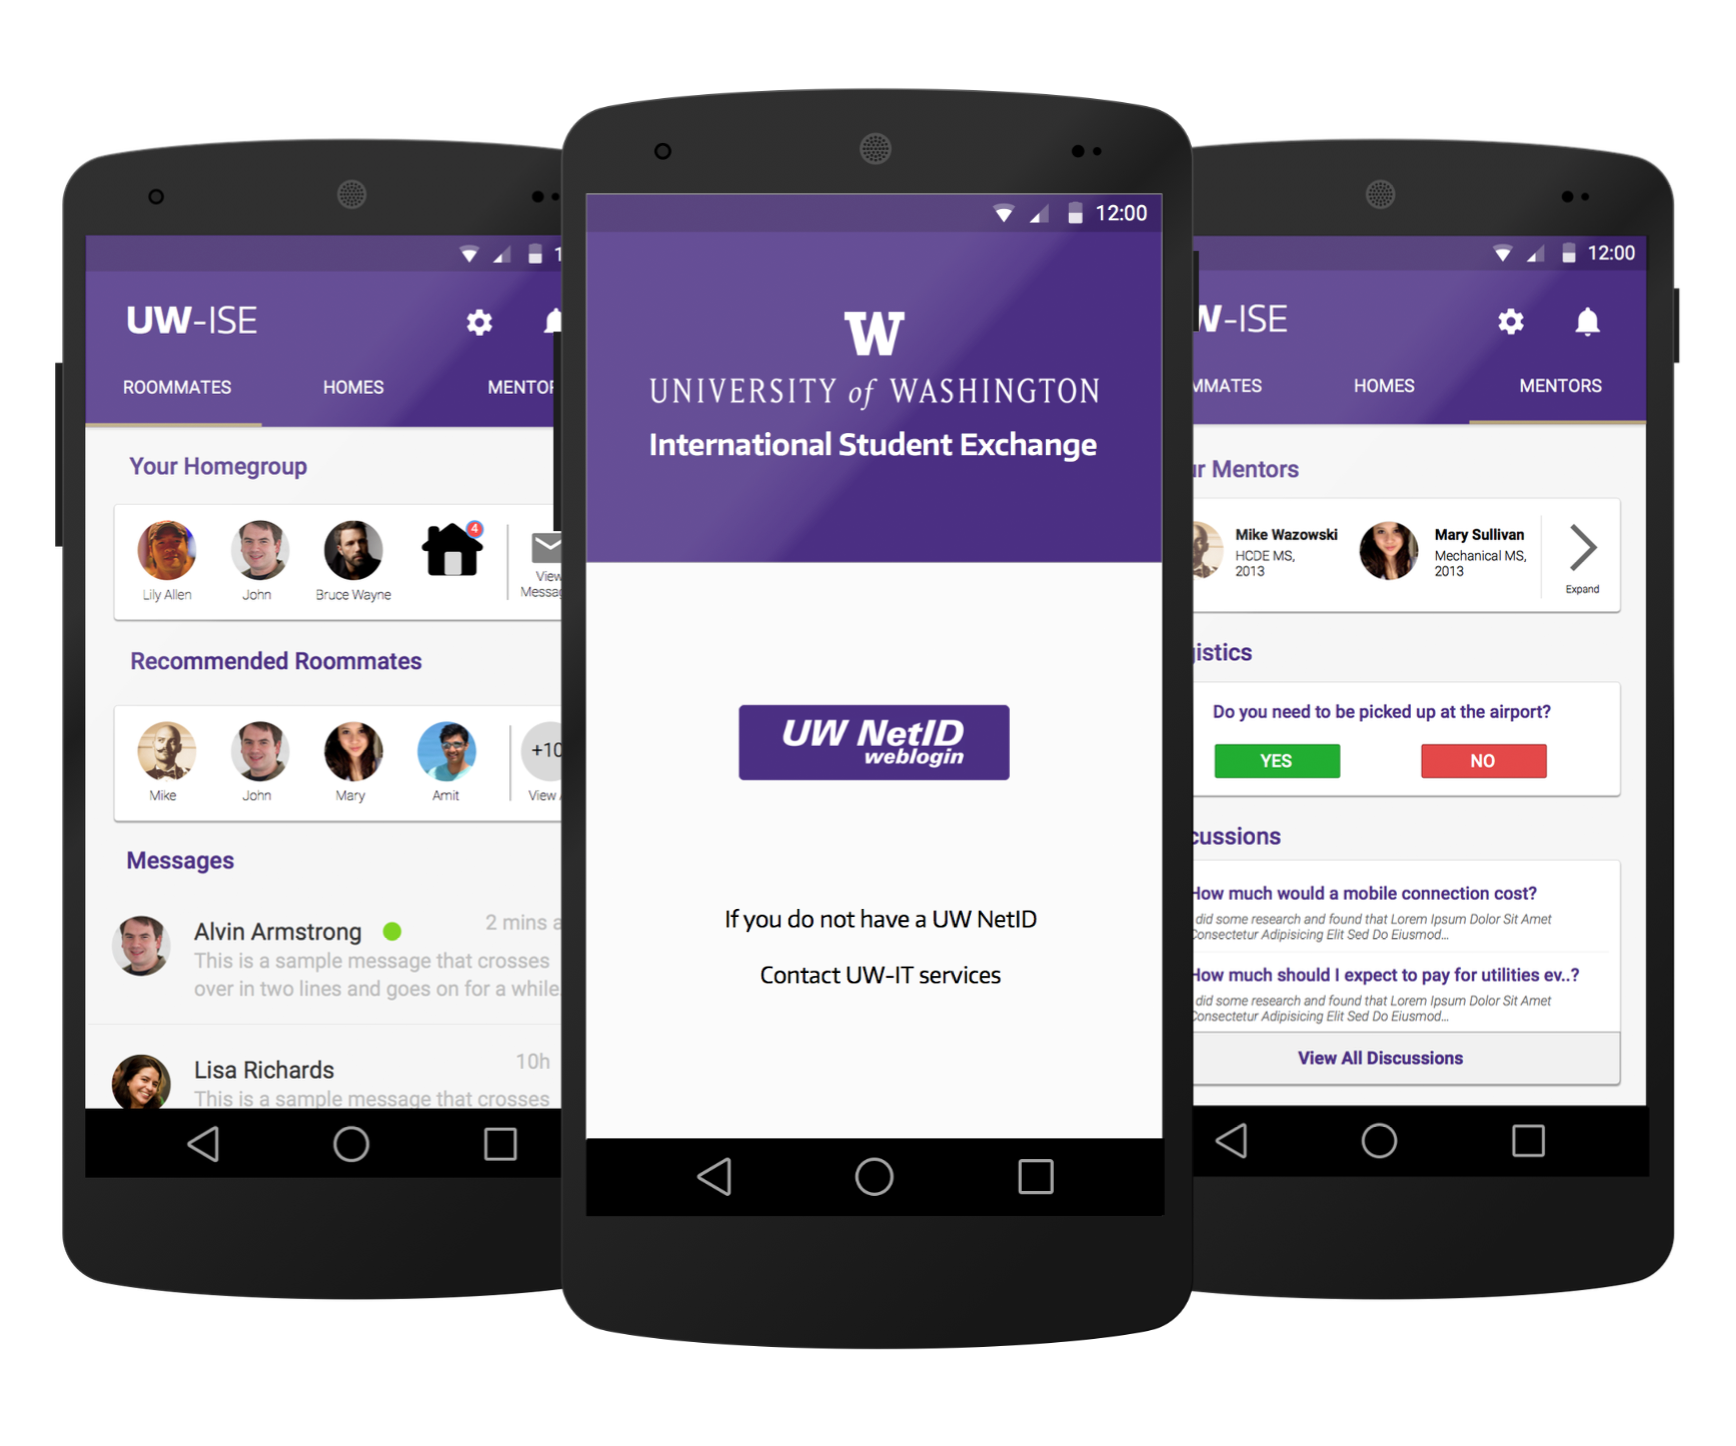 UW-ISE
ROOMMATES
HOMES
Your Homegroup
4
Lily Allen
John
Bruce Wayne
View
Recommended Roommates
+10
Mike
John
Mary
Amit
View
Messages
Alvin Armstrong
2 mins
This is a sample message that crosses
over in two lines and goes on for a while
Lisa Richards
10h
This is a sample message that crosses
12:00
W
UNIVERSITY of WASHINGTON
International Student Exchange
UW NetID
weblogin
If you do not have a UW NetID
Contact UW-IT services
12:00
W-ISE
MMATES
HOMES
MENTORS
Mentors
Mike Wazowski
HCDE MS,
2013
Mary Sullivan
Mechanical MS,
2013
Expand
gistics
Do you need to be picked up at the airport?
YES
NO
cussions
How much would a mobile connection cost?
did some research and found that Lorem Ipsum Dolor Sit Amet
Consectetur Adipisicing Elit Sed Do Eiusmod...
How much should I expect to pay for utilities ev..?
did some research and found that Lorem Ipsum Dolor Sit Amet
Consectetur Adipisicing Elit Sed Do Eiusmod...
View All Discussions